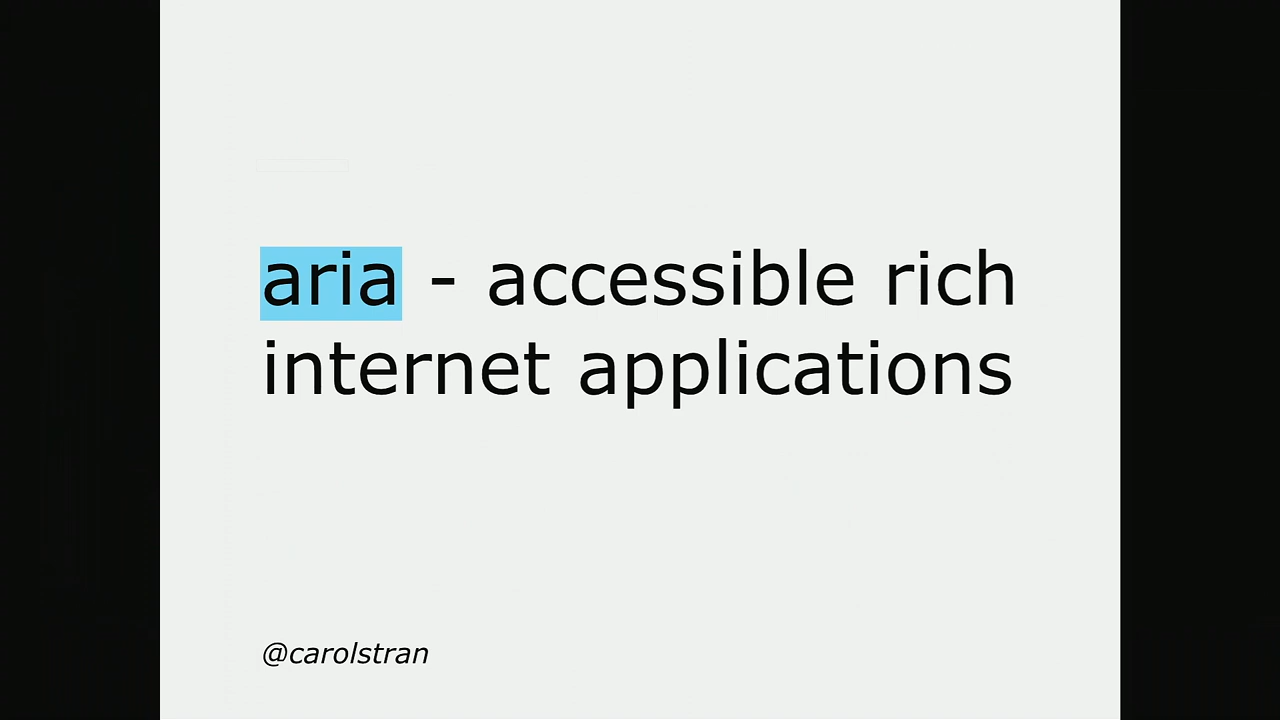 aria - accessible rich
internet applications
@carolstran